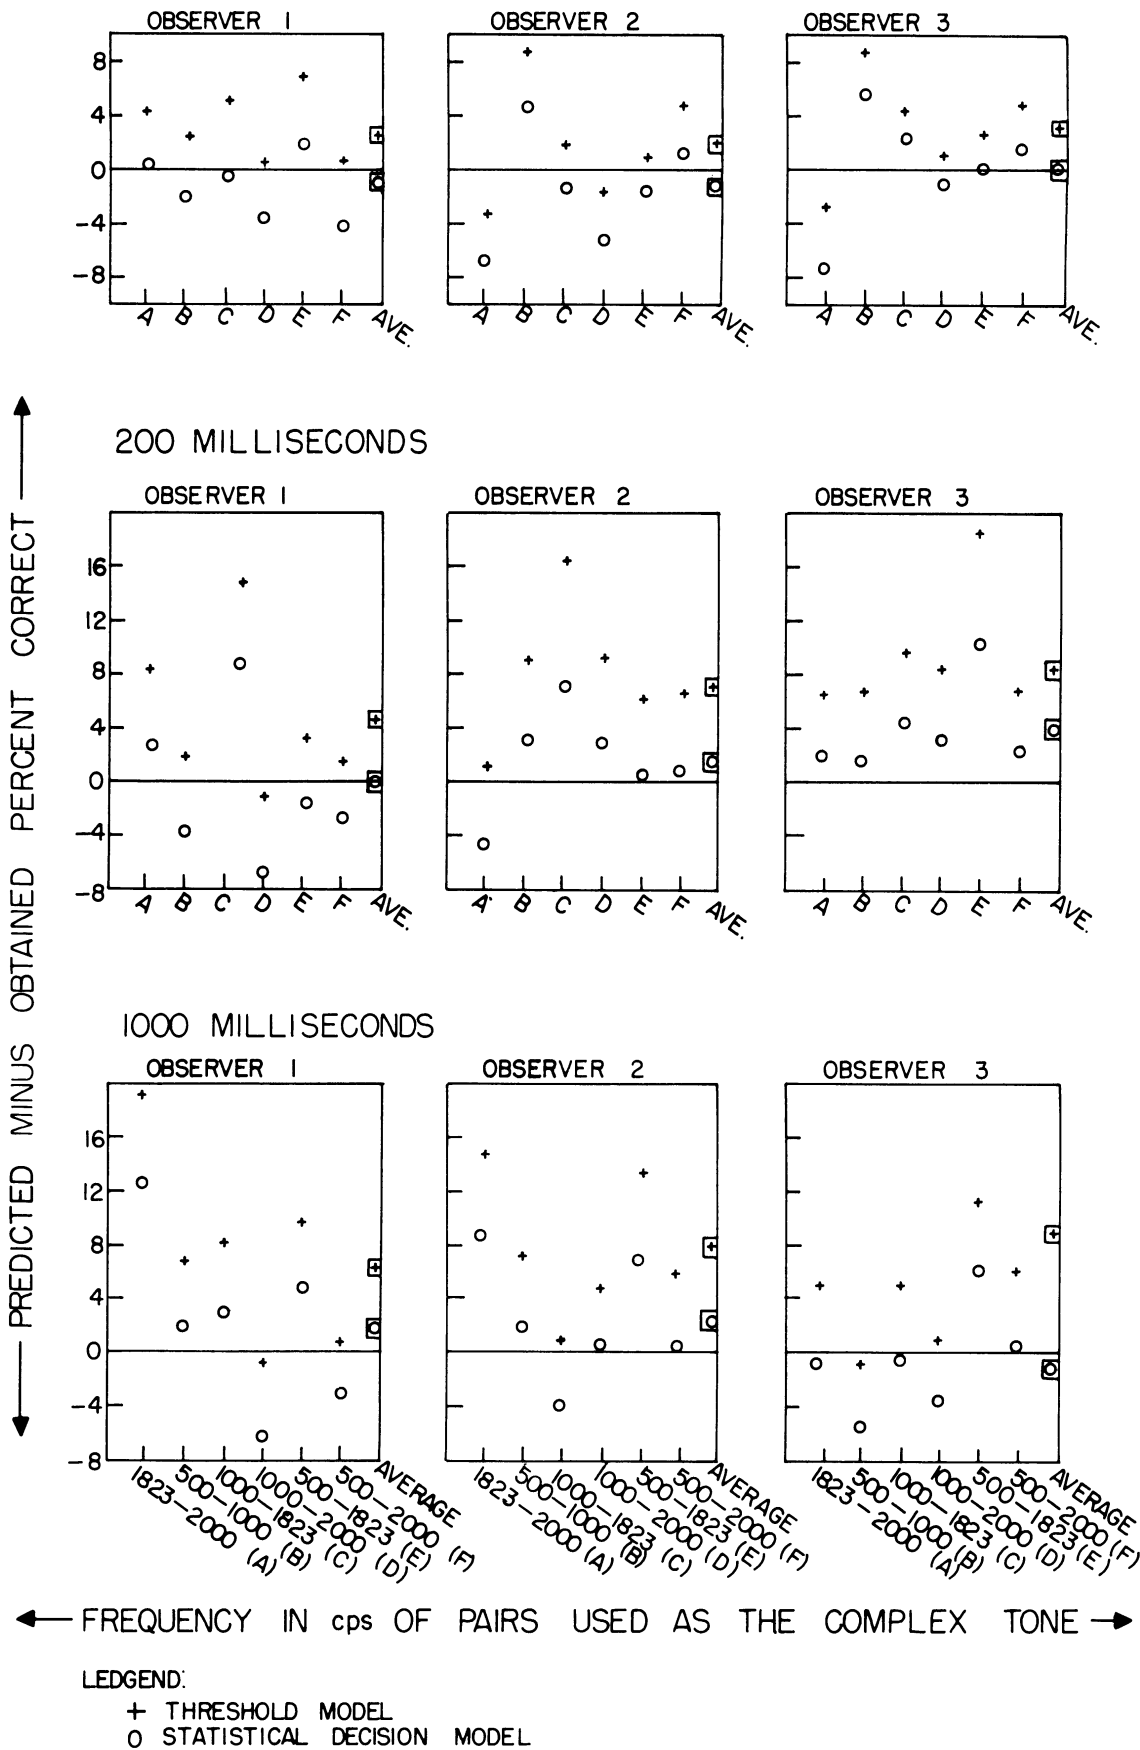 OBSERVER 1
OBSERVER 2
OBSERVER 3
8
4
0
-4
-8
A B C D E F AVE.
A B C D E F AVE.
A B C D E F AVE.
200 MILLISECONDS
OBSERVER 1
OBSERVER 2
OBSERVER 3
16
12
8
4
0
-4
-8
A B C D E F AVE.
A B C D E F AVE.
A B C D E F AVE.
1000 MILLISECONDS
OBSERVER 1
OBSERVER 2
OBSERVER 3
16
12
8
4
0
-4
-8
1823-2000 (A)
500-1000 (B)
1000-1823 (C)
1000-2000 (D)
500-1823 (E)
500-2000 (F)
AVERAGE
1823-2000 (A)
500-1000 (B)
1000-1823 (C)
1000-2000 (D)
500-1823 (E)
500-2000 (F)
AVERAGE
1823-2000 (A)
500-1000 (B)
1000-1823 (C)
1000-2000 (D)
500-1823 (E)
500-2000 (F)
AVERAGE
PREDICTED MINUS OBTAINED PERCENT CORRECT
FREQUENCY IN cps OF PAIRS USED AS THE COMPLEX TONE
LEDGEND:
+ THRESHOLD MODEL
O STATISTICAL DECISION MODEL